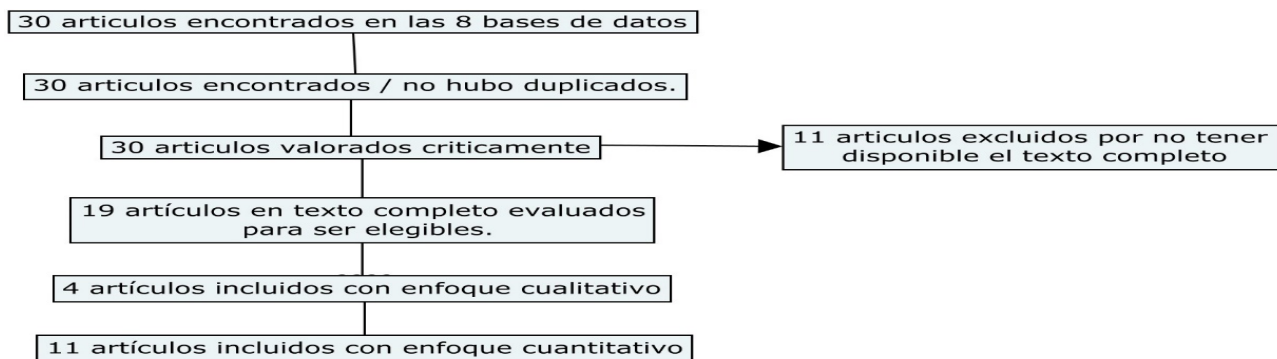 30 articulos encontrados en las 8 bases de datos
30 articulos encontrados / no hubo duplicados.
30 articulos valorados criticamente
11 articulos excluidos por no tener
disponible el texto completo
19 artículos en texto completo evaluados
para ser elegibles.
4 artículos incluidos con enfoque cualitativo
11 artículos incluidos con enfoque cuantitativo